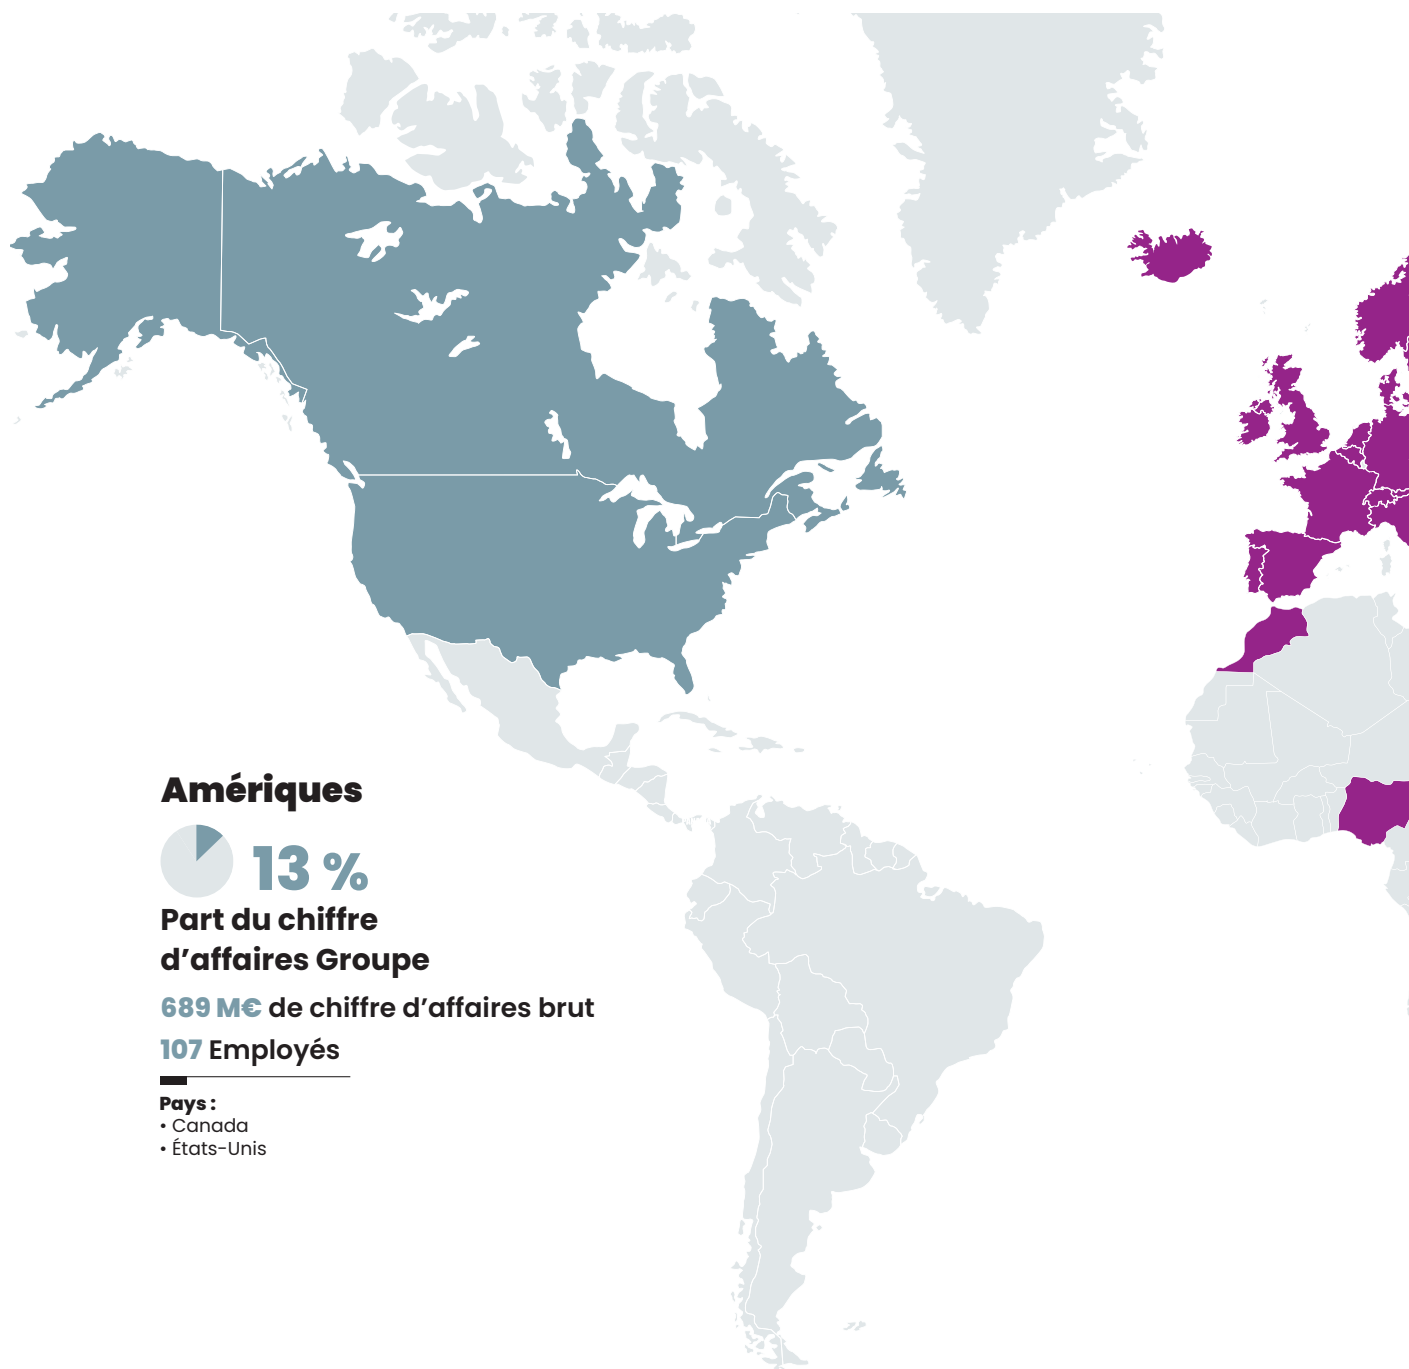 Amériques
13 %
Part du chiffre
d’affaires Groupe
689 M€ de chiffre d’affaires brut
107 Employés
Pays :
• Canada
• États-Unis